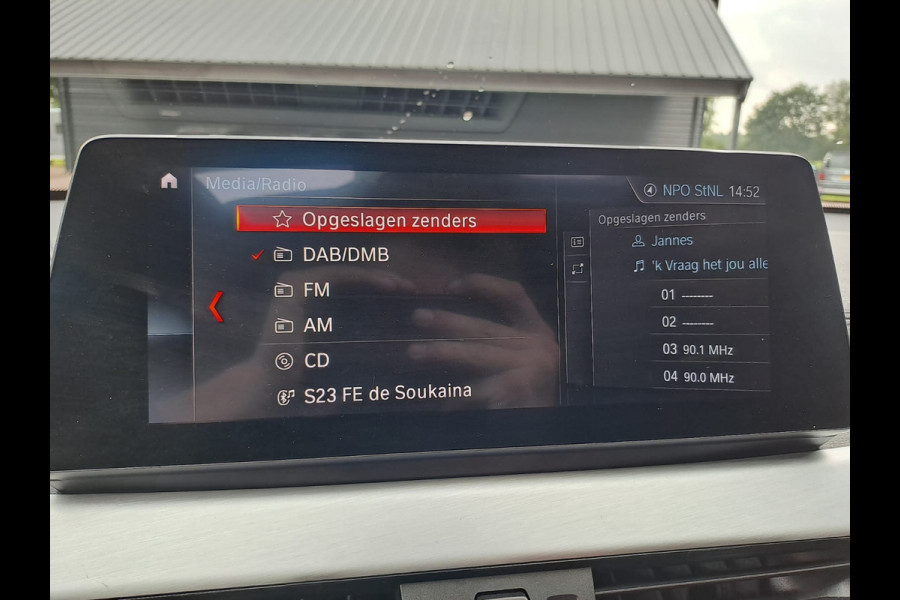 Media/Radio
NPO StNL 14:52
Opgeslagen zenders
DAB/DMB
FM
AM
CD
S23 FE de Soukaina
Opgeslagen zenders
Jannes
'k Vraag het jou alle
01 --------
02 --------
03 90.1 MHz
04 90.0 MHz